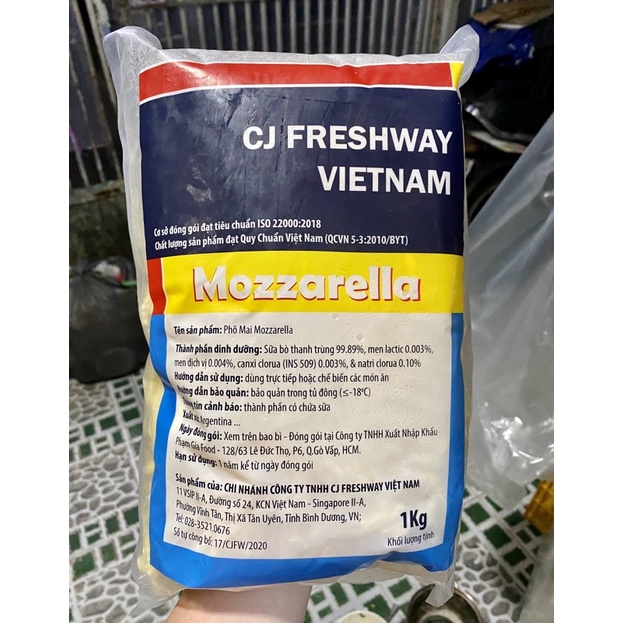 CJ FRESHWAY
VIETNAM
Cơ sở đóng gói đạt tiêu chuẩn ISO 22000:2018
Chất lượng sản phẩm đạt Quy Chuẩn Việt Nam (QCVN 5-3:2010/BYT)
Mozzarella
Tên sản phẩm: Phô Mai Mozzarella
Thành phần dinh dưỡng: Sữa bò thanh trùng 99.89%, men lactic 0.003%,
men dịch vị 0.004%, canxi clorua (INS 509) 0.003%, & natri clorua 0.10%
Hướng dẫn sử dụng: dùng trực tiếp hoặc chế biến các món ăn
Hướng dẫn bảo quản: bảo quản trong tủ đông (≤-18°C)
Thông tin cảnh báo: thành phần có chứa sữa
Xuất xứ: Argentina ...
Ngày đóng gói: Xem trên bao bì - Đóng gói tại Công ty TNHH Xuất Nhập Khẩu
Phạm Gia Food - 128/63 Lê Đức Thọ, P6, Q.Gò Vấp, HCM.
Hạn sử dụng: 1 năm kể từ ngày đóng gói
Sản phẩm của: CHI NHÁNH CÔNG TY TNHH CJ FRESHWAY VIỆT NAM
11 VSIP II-A, Đường số 24, KCN Việt Nam - Singapore II-A,
Phường Vĩnh Tân, Thị Xã Tân Uyên, Tỉnh Bình Dương, VN;
Tel: 028-3521.0676
Số tự công bố: 17/CJFW/2020
1Kg
Khối lượng tịnh